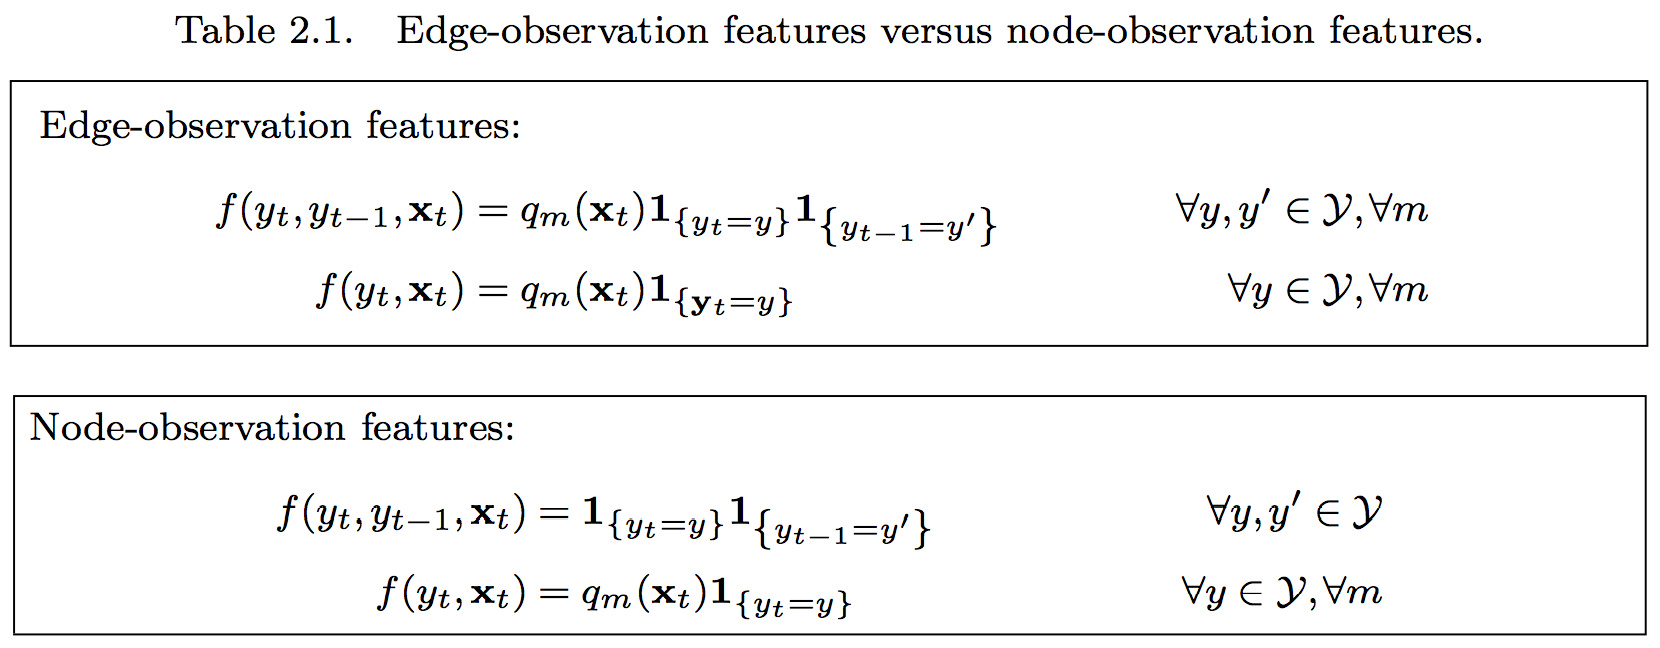 Table 2.1. Edge-observation features versus node-observation features.
Edge-observation features:
f(y_t, y_{t−1}, 𝐱_t) = q_m(𝐱_t)𝟏_{{y_t=y}}𝟏_{{y_{t−1}=y′}} ∀y, y′ ∈ 𝒴, ∀m
f(y_t, 𝐱_t) = q_m(𝐱_t)𝟏_{{𝐲_t=y}} ∀y ∈ 𝒴, ∀m
Node-observation features:
f(y_t, y_{t−1}, 𝐱_t) = 𝟏_{{y_t=y}}𝟏_{{y_{t−1}=y′}} ∀y, y′ ∈ 𝒴
f(y_t, 𝐱_t) = q_m(𝐱_t)𝟏_{{y_t=y}} ∀y ∈ 𝒴, ∀m